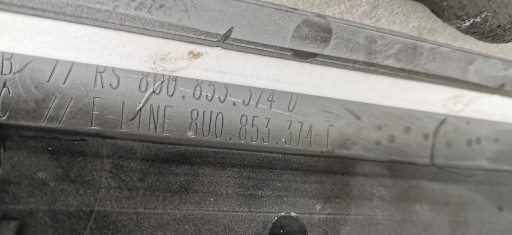 B // RS 8U0.853.374 D
C // E-LINE 8U0.853.374 E